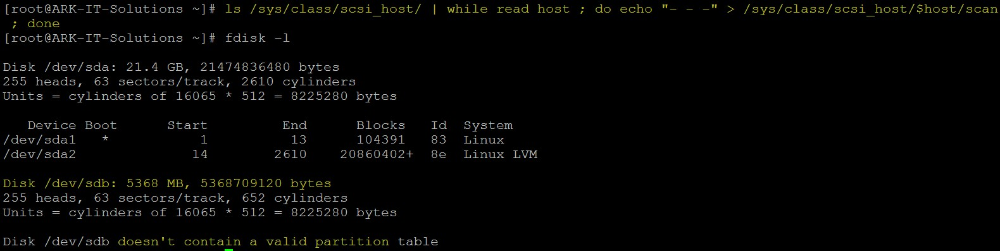 [root@ARK-IT-Solutions ~]# ls /sys/class/scsi_host/ | while read host ; do echo "- - -" > /sys/class/scsi_host/$host/scan
 ; done
[root@ARK-IT-Solutions ~]# fdisk -l

Disk /dev/sda: 21.4 GB, 21474836480 bytes
255 heads, 63 sectors/track, 2610 cylinders
Units = cylinders of 16065 * 512 = 8225280 bytes

   Device Boot      Start         End      Blocks   Id  System
/dev/sda1   *           1          13      104391   83  Linux
/dev/sda2              14        2610    20860402+  8e  Linux LVM

Disk /dev/sdb: 5368 MB, 5368709120 bytes
255 heads, 63 sectors/track, 652 cylinders
Units = cylinders of 16065 * 512 = 8225280 bytes

Disk /dev/sdb doesn't contain a valid partition table